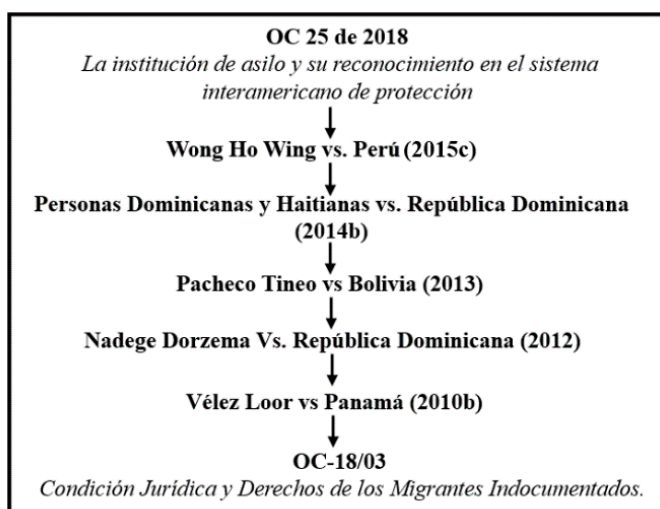 OC 25 de 2018
La institución de asilo y su reconocimiento en el sistema
interamericano de protección
Wong Ho Wing vs. Perú (2015c)
Personas Dominicanas y Haitianas vs. República Dominicana
(2014b)
Pacheco Tineo vs Bolivia (2013)
Nadege Dorzema Vs. República Dominicana (2012)
Vélez Loor vs Panamá (2010b)
OC-18/03
Condición Jurídica y Derechos de los Migrantes Indocumentados.